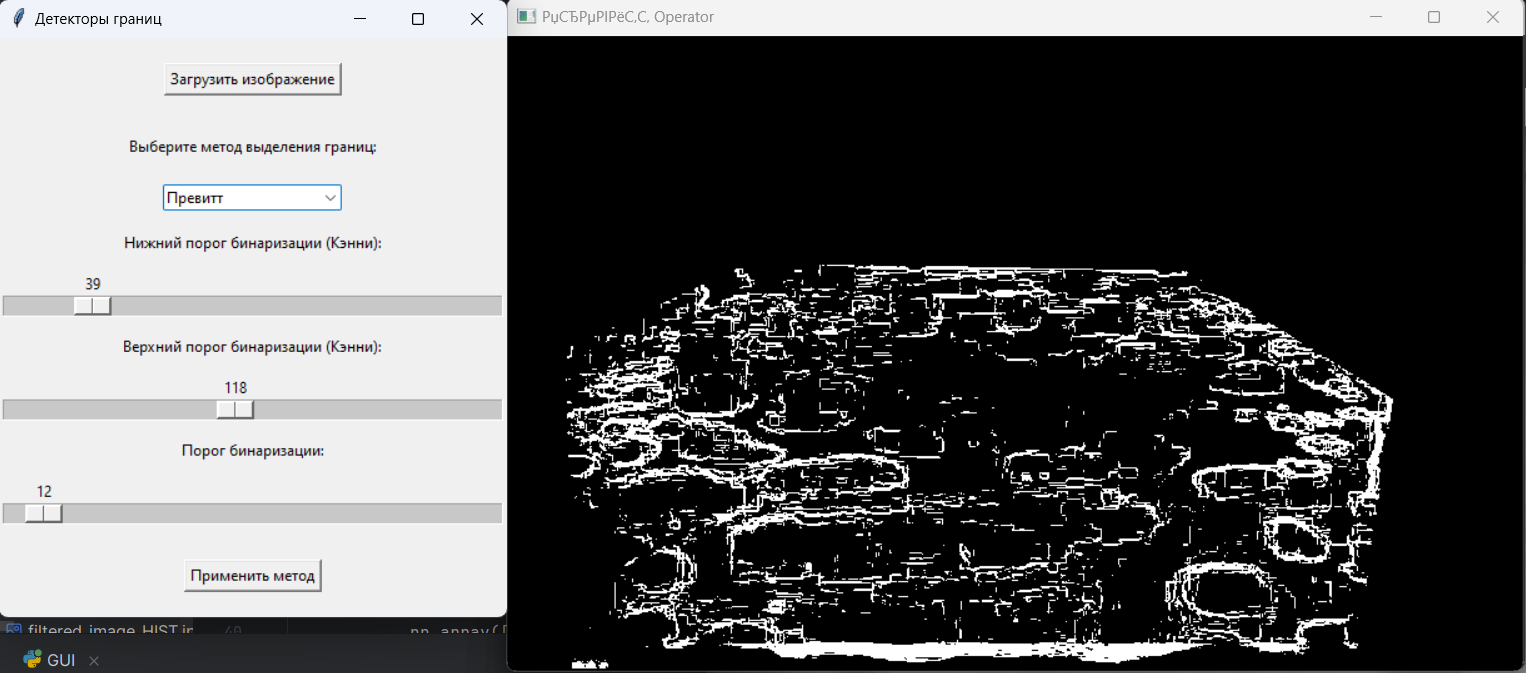 Детекторы границ
РџСЂРµРІРёС‚С‚ Operator
Загрузить изображение
Выберите метод выделения границ:
Превитт
Нижний порог бинаризации (Кэнни):
39
Верхний порог бинаризации (Кэнни):
118
Порог бинаризации:
12
Применить метод
GUI